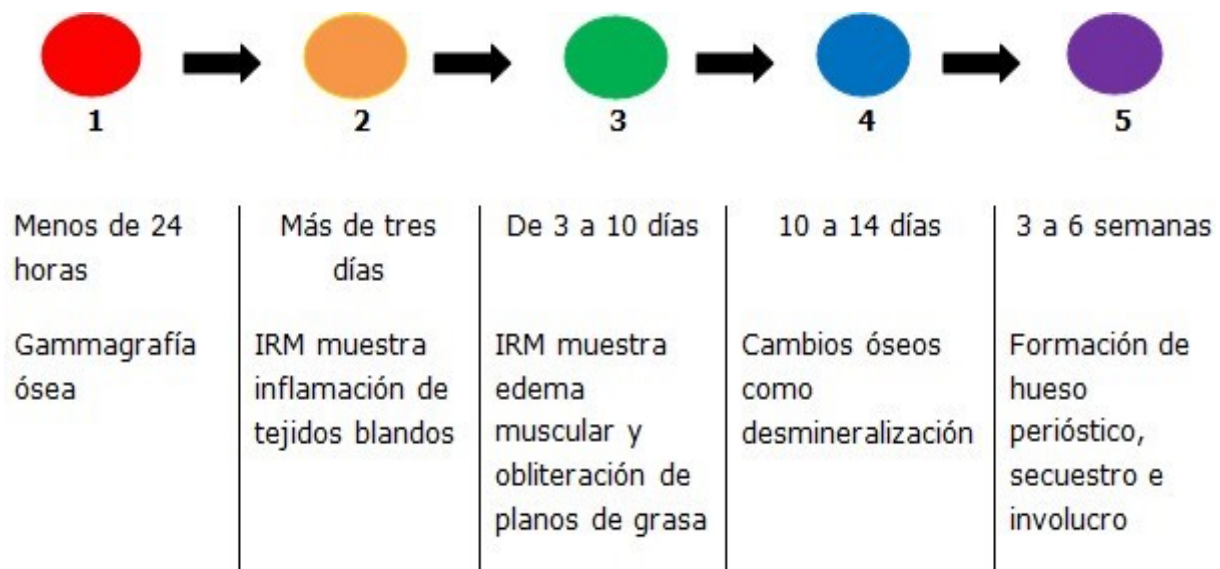 1
2
3
4
5
Menos de 24
horas
Gammagrafía
ósea
Más de tres
días
IRM muestra
inflamación de
tejidos blandos
De 3 a 10 días
IRM muestra
edema
muscular y
obliteración de
planos de grasa
10 a 14 días
Cambios óseos
como
desmineralización
3 a 6 semanas
Formación de
hueso
perióstico,
secuestro e
involucro